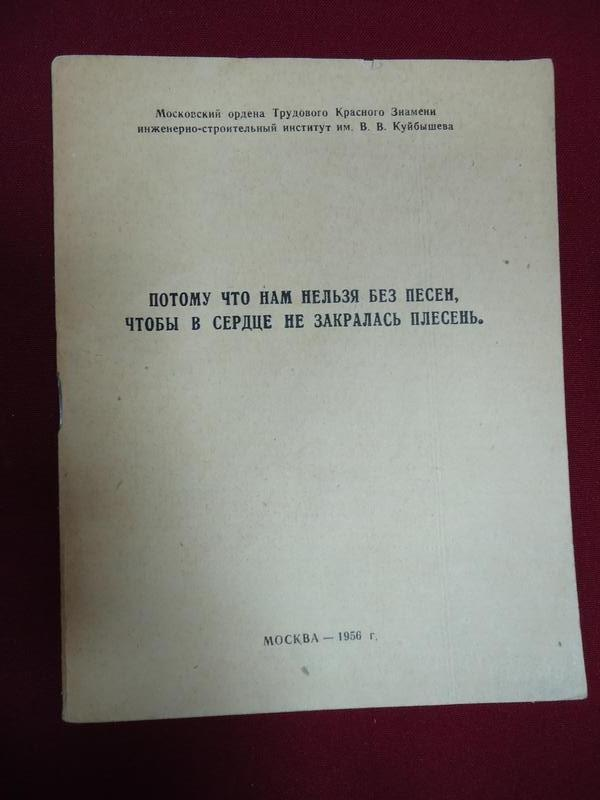 Московский ордена Трудового Красного Знамени
инженерно-строительный институт им. В. В. Куйбышева
ПОТОМУ ЧТО НАМ НЕЛЬЗЯ БЕЗ ПЕСЕН,
ЧТОБЫ В СЕРДЦЕ НЕ ЗАКРАЛАСЬ ПЛЕСЕНЬ.
МОСКВА — 1956 г.